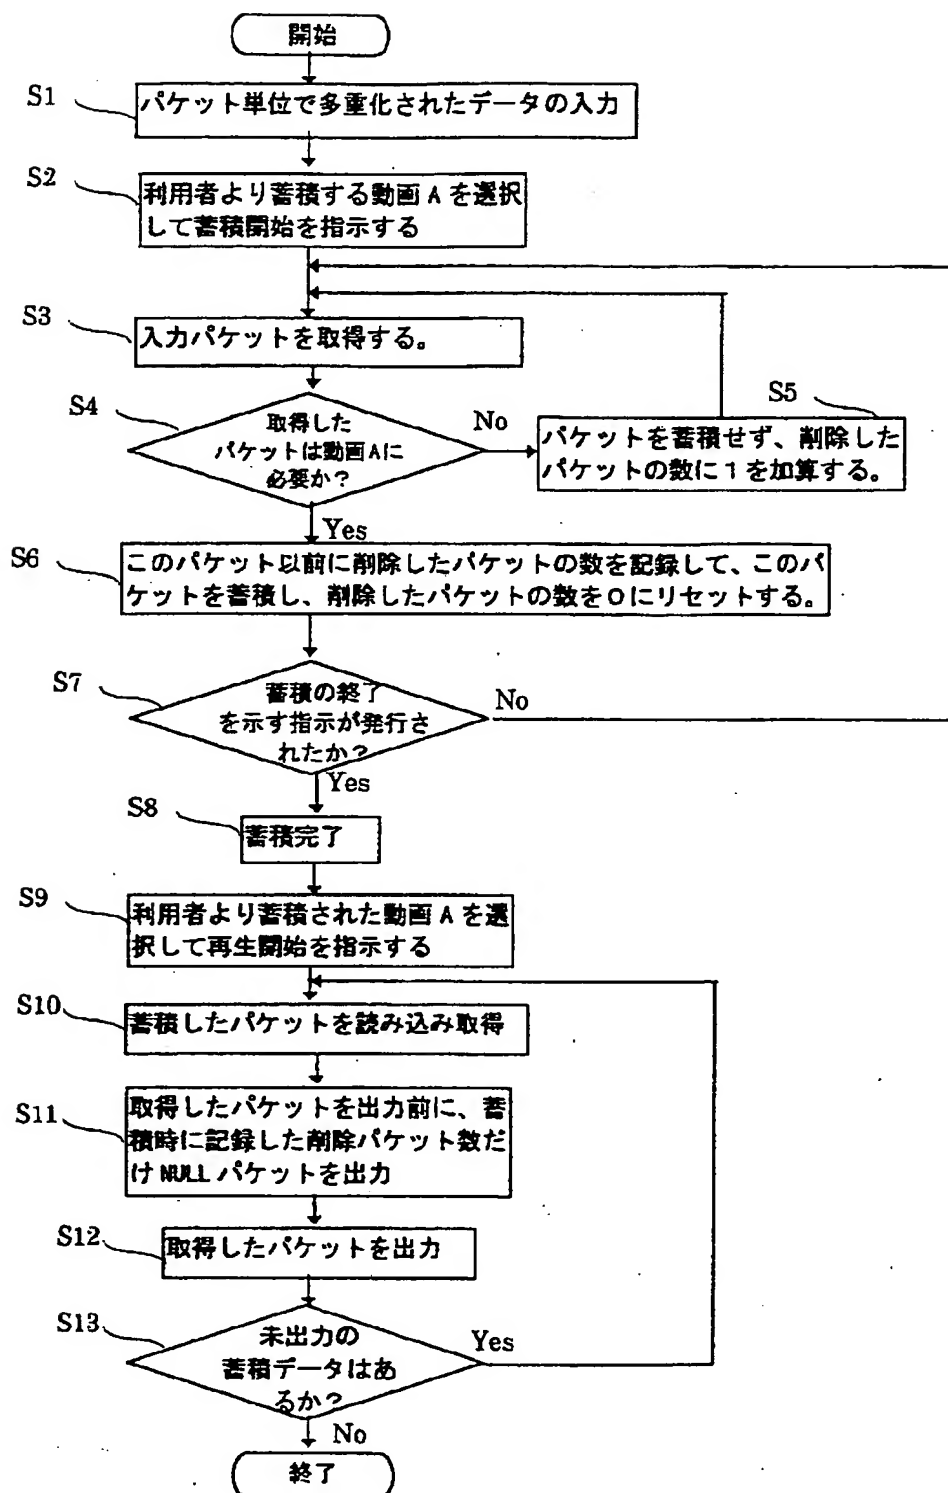 開始
S1
パケット単位で多重化されたデータの入力
S2
利用者より蓄積する動画 A を選択
して蓄積開始を指示する
S3
入力パケットを取得する。
S4
取得した
パケットは動画Aに
必要か?
No
S5
パケットを蓄積せず、削除した
パケットの数に1を加算する。
Yes
S6
このパケット以前に削除したパケットの数を記録して、このパ
ケットを蓄積し、削除したパケットの数を0にリセットする。
S7
蓄積の終了
を示す指示が発行さ
れたか?
No
Yes
S8
蓄積完了
S9
利用者より蓄積された動画 A を選
択して再生開始を指示する
S10
蓄積したパケットを読み込み取得
S11
取得したパケットを出力前に、蓄
積時に記録した削除パケット数だ
け NULL パケットを出力
S12
取得したパケットを出力
S13
未出力の
蓄積データはあ
るか?
Yes
No
終了